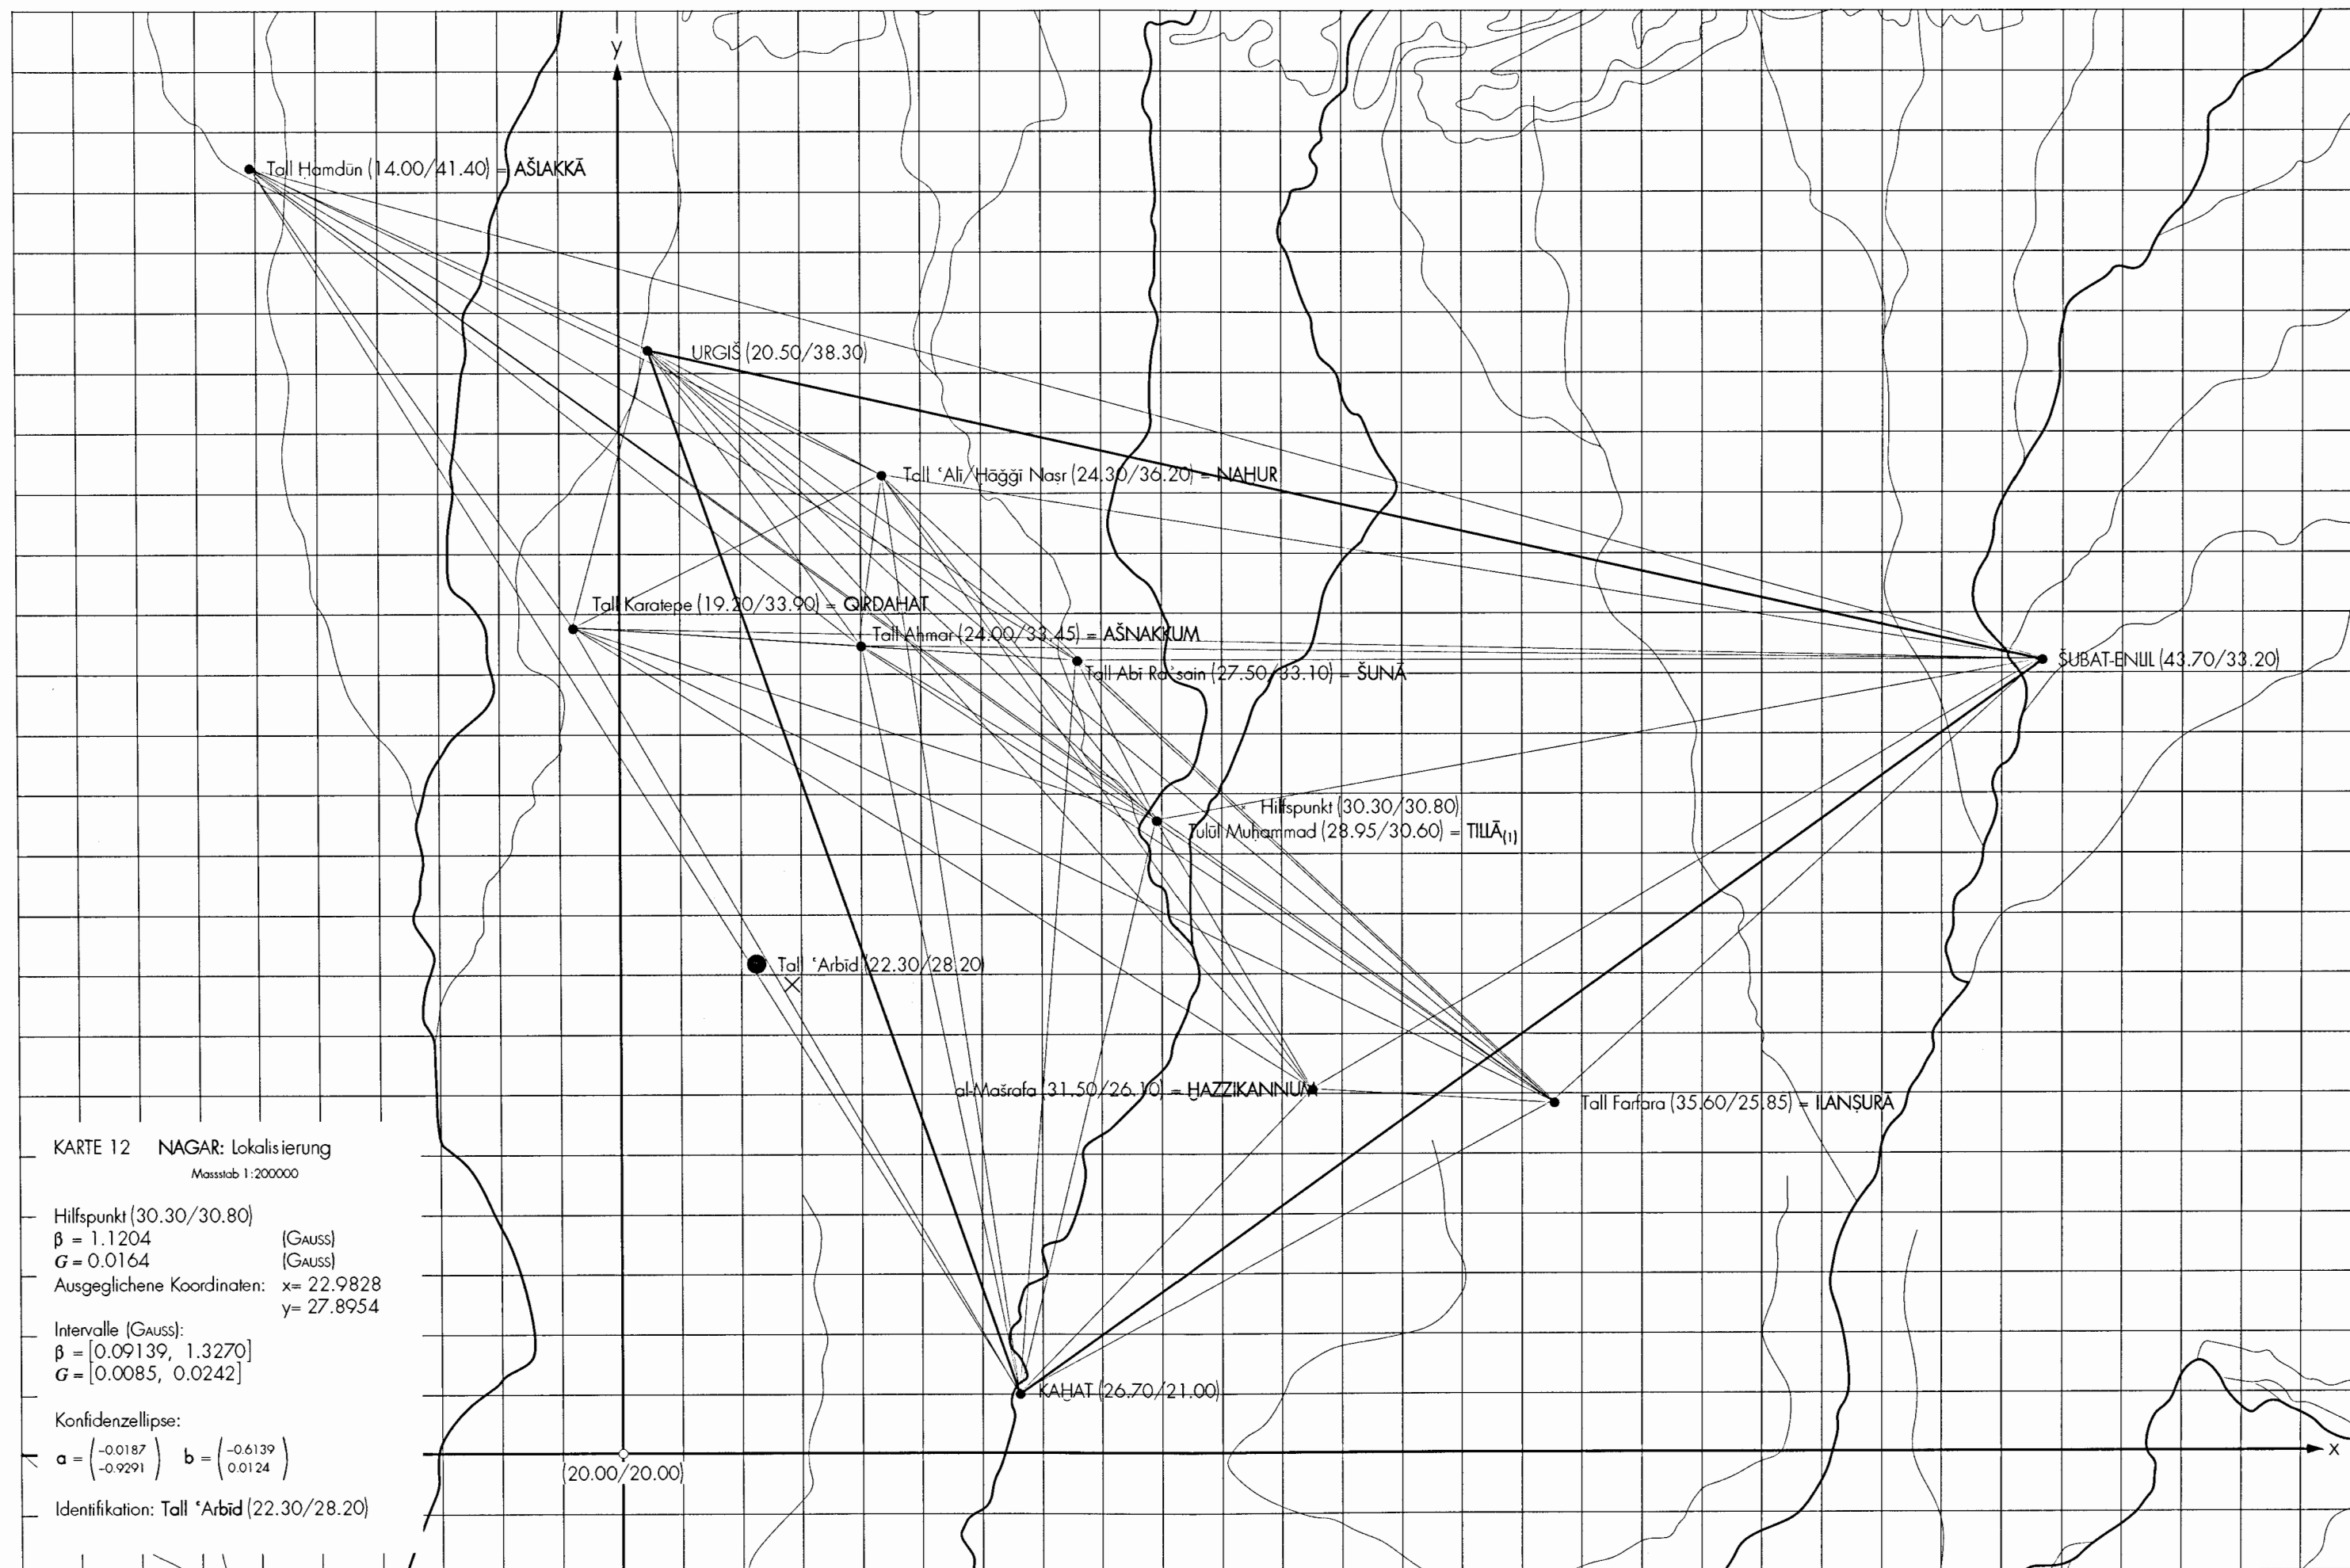 y
Tall Ḥamdūn (14.00/41.40) = AŠLAKKĀ
URGIŠ (20.50/38.30)
Tall ʿAlī/Ḥāǧǧī Naṣr (24.30/36.20) = NAḪUR
Tall Karatepe (19.20/33.90) = QIRDAHAT
Tall Aḥmar (24.00/33.45) = AŠNAKKUM
ŠUBAT-ENLIL (43.70/33.20)
Tall Abī Raʾsain (27.50/33.10) = ŠUNĀ
Hilfspunkt (30.30/30.80)
Tulūl Muḥammad (28.95/30.60) = TILLĀ(1)
Tall ʿArbīd (22.30/28.20)
al-Mašrafa (31.50/26.10) = ḪAZZIKANNUM
Tall Farfara (35.60/25.85) = ILANṢURĀ
KAḪAT (26.70/21.00)
x
(20.00/20.00)
KARTE 12 NAGAR: Lokalisierung
Massstab 1:200000
Hilfspunkt (30.30/30.80)
β = 1.1204 (GAUSS)
G = 0.0164 (GAUSS)
Ausgeglichene Koordinaten: x= 22.9828
y= 27.8954
Intervalle (GAUSS):
β = [0.09139, 1.3270]
G = [0.0085, 0.0242]
Konfidenzellipse:
a = (-0.0187 -0.9291) b = (-0.6139 0.0124)
Identifikation: Tall ʿArbīd (22.30/28.20)